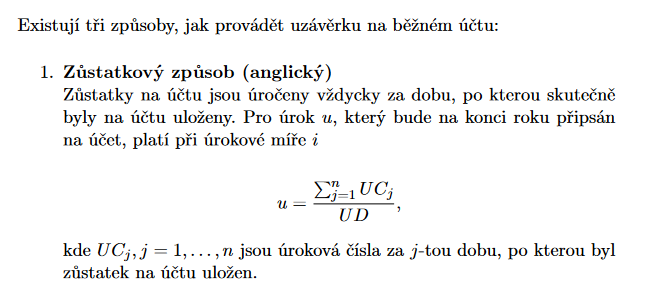 Existují tři způsoby, jak provádět uzávěrku na běžném účtu:
1. Zůstatkový způsob (anglický)
Zůstatky na účtu jsou úročeny vždycky za dobu, po kterou skutečně
byly na účtu uloženy. Pro úrok u, který bude na konci roku připsán
na účet, platí při úrokové míře i
u = \frac{\sum_{j=1}^{n} UC_j}{UD},
kde UC_j, j = 1, . . . , n jsou úroková čísla za j-tou dobu, po kterou byl
zůstatek na účtu uložen.